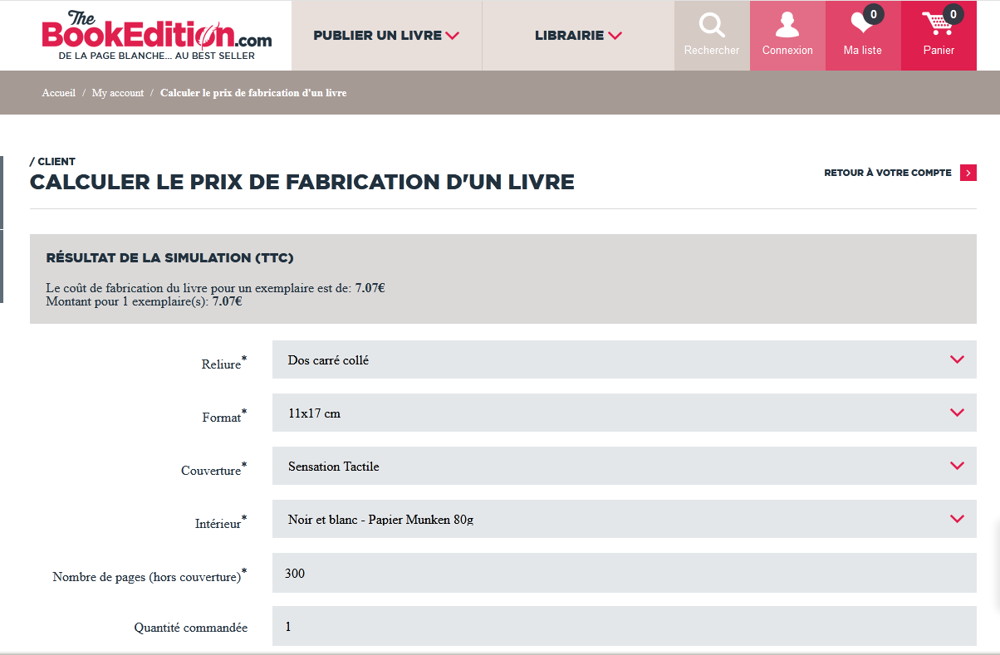 The
BookEdition.com
DE LA PAGE BLANCHE... AU BEST SELLER
PUBLIER UN LIVRE
LIBRAIRIE
Rechercher
Connexion
0
Ma liste
0
Panier
Accueil / My account / Calculer le prix de fabrication d'un livre
/ CLIENT
CALCULER LE PRIX DE FABRICATION D'UN LIVRE
RETOUR À VOTRE COMPTE
RÉSULTAT DE LA SIMULATION (TTC)
Le coût de fabrication du livre pour un exemplaire est de: 7.07€
Montant pour 1 exemplaire(s): 7.07€
Reliure* Dos carré collé
Format* 11x17 cm
Couverture* Sensation Tactile
Intérieur* Noir et blanc - Papier Munken 80g
Nombre de pages (hors couverture)* 300
Quantité commandée 1